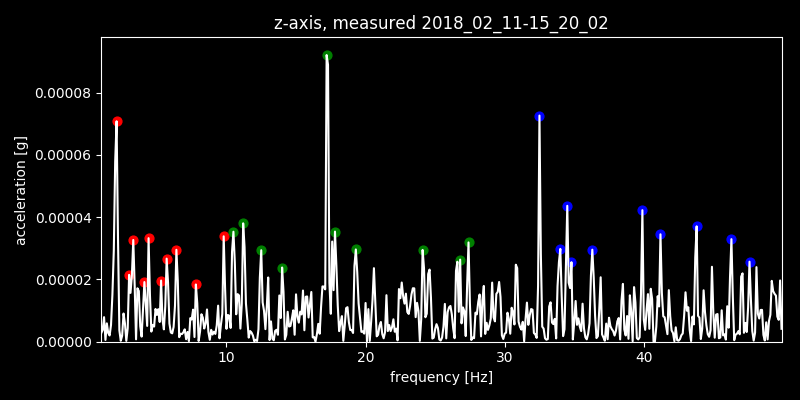 z-axis, measured 2018_02_11-15_20_02
acceleration [g]
0.00008
0.00006
0.00004
0.00002
0.00000
10 20 30 40
frequency [Hz]